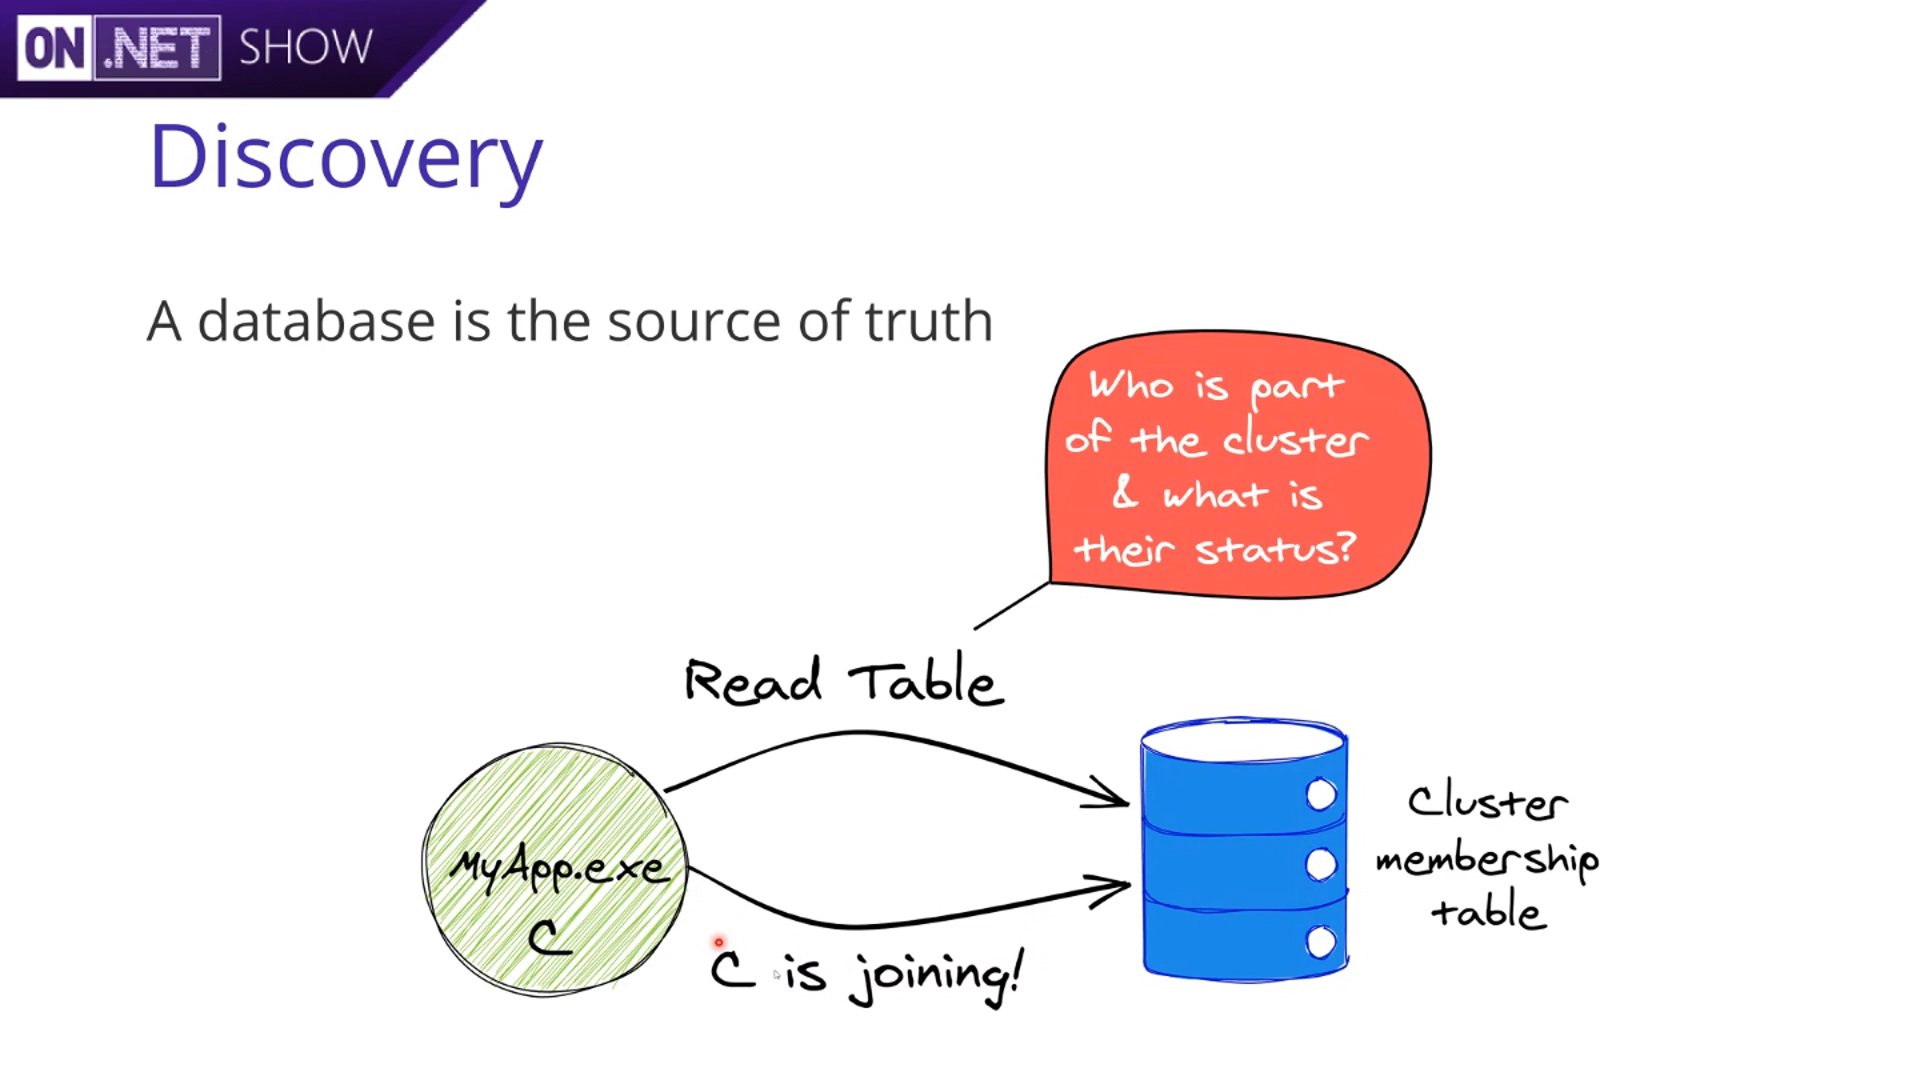 ON .NET SHOW
Discovery
A database is the source of truth
Who is part
of the cluster
& what is
their status?
Read Table
MyApp.exe
C
C is joining!
Cluster
membership
table